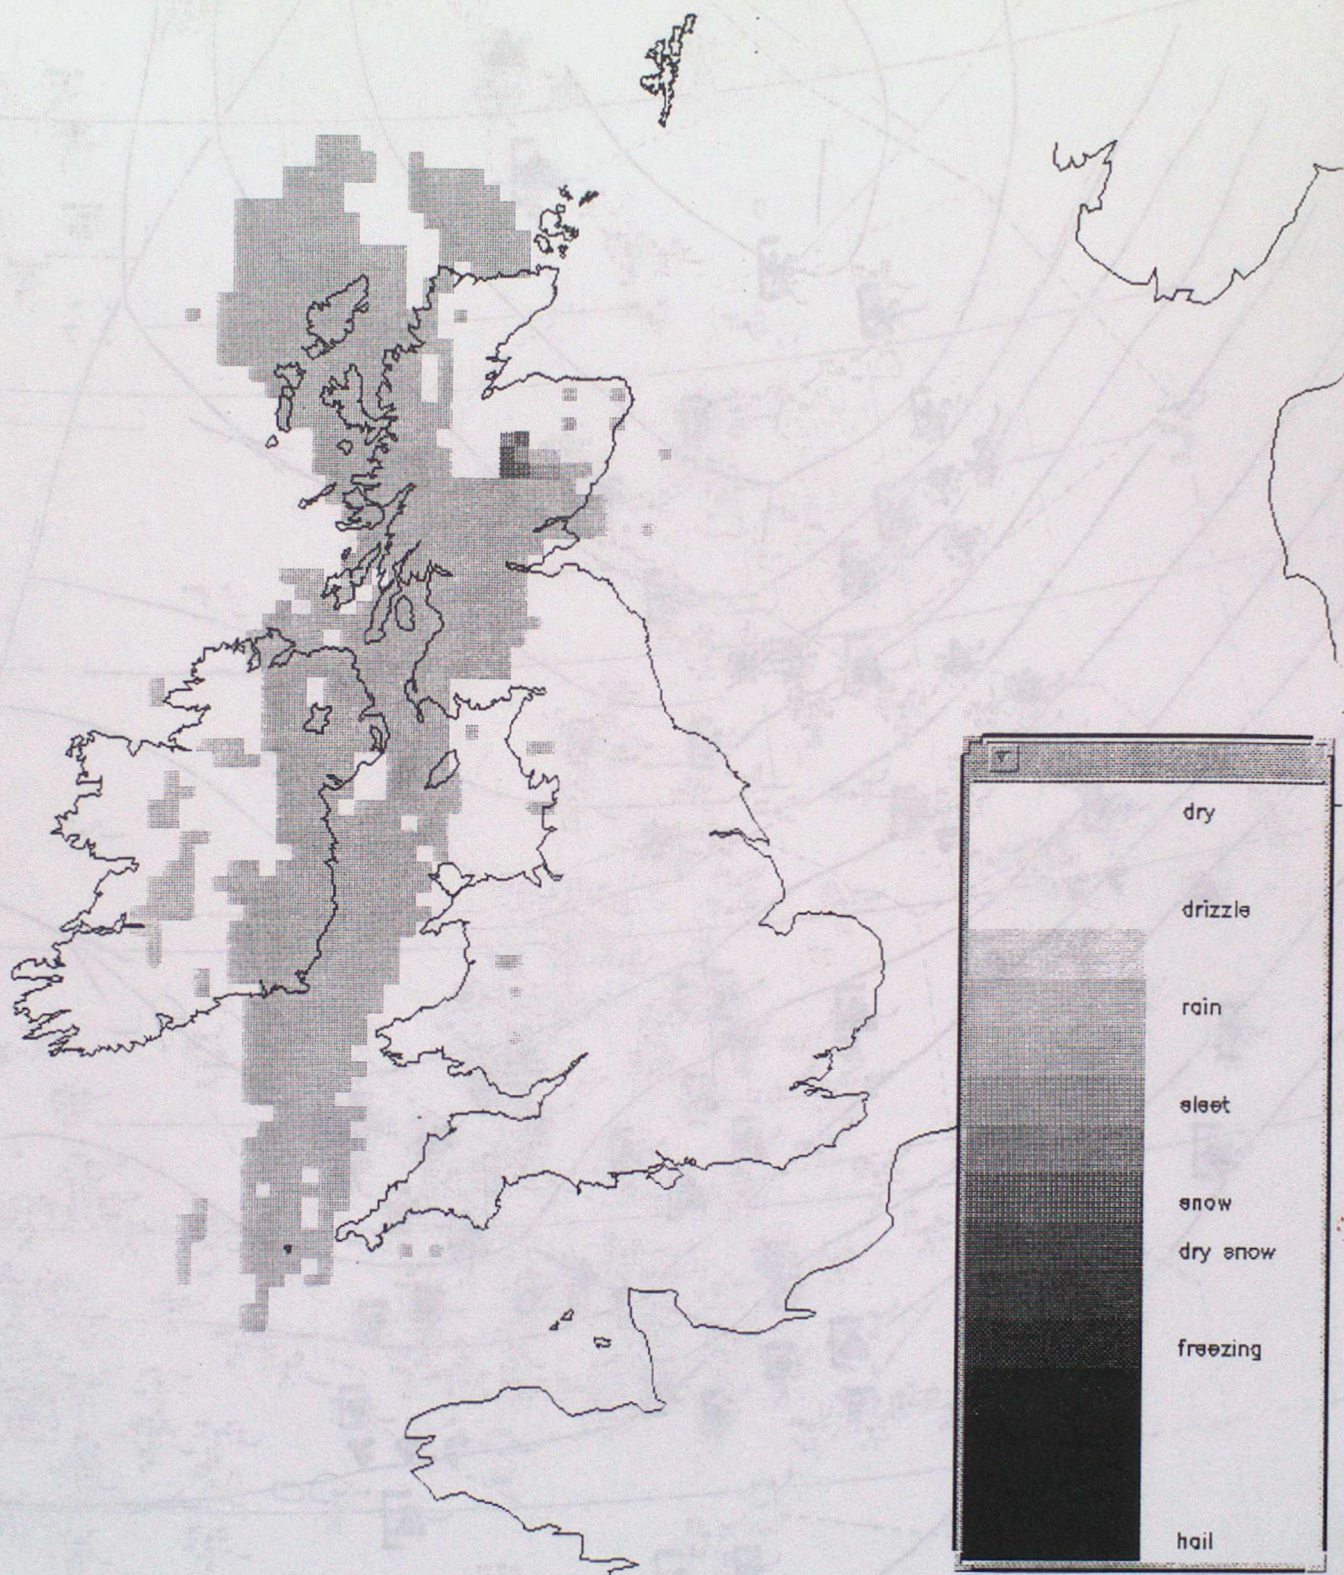 dry
drizzle
rain
sleet
snow
dry snow
freezing
hail